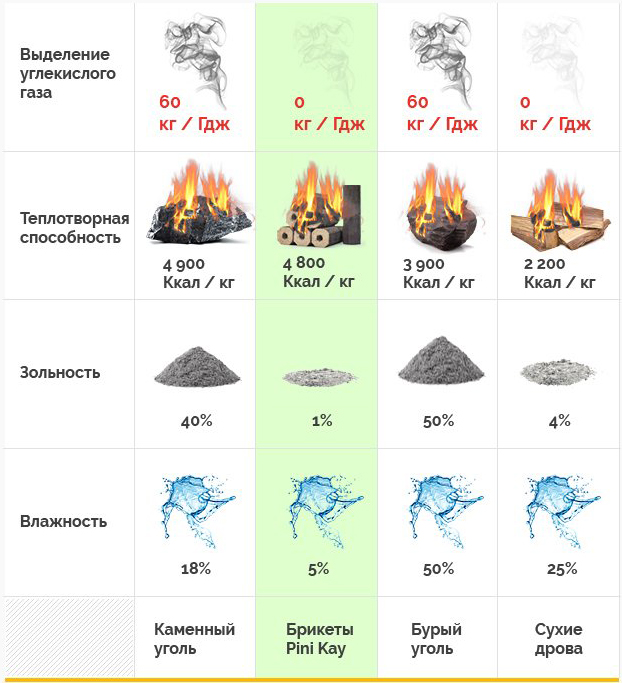 Выделение
углекислого
газа
60
кг / Гдж
0
кг / Гдж
60
кг / Гдж
0
кг / Гдж
Теплотворная
способность
4 900
Ккал / кг
4 800
Ккал / кг
3 900
Ккал / кг
2 200
Ккал / кг
Зольность
40%
1%
50%
4%
Влажность
18%
5%
50%
25%
Каменный
уголь
Брикеты
Pini Kay
Бурый
уголь
Сухие
дрова